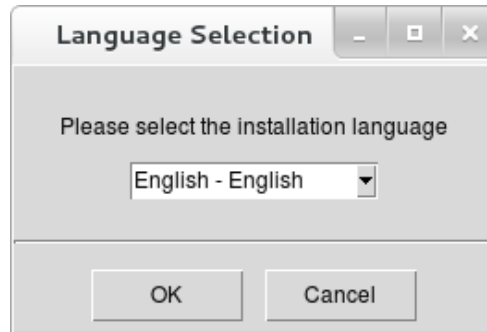 Language Selection
Please select the installation language
English - English
OK
Cancel